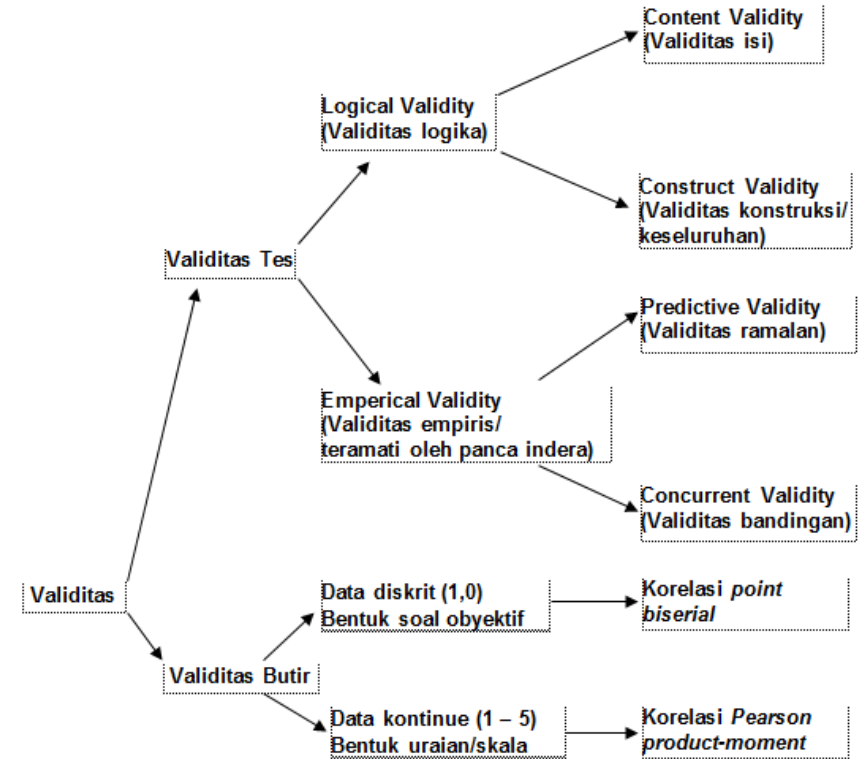 Content Validity
(Validitas isi)
Logical Validity
(Validitas logika)
Construct Validity
(Validitas konstruksi/
keseluruhan)
Validitas Tes
Predictive Validity
(Validitas ramalan)
Emperical Validity
(Validitas empiris/
teramati oleh panca indera)
Concurrent Validity
(Validitas bandingan)
Validitas
Data diskrit (1,0)
Bentuk soal obyektif
Korelasi point
biserial
Validitas Butir
Data kontinue (1 – 5)
Bentuk uraian/skala
Korelasi Pearson
product-moment